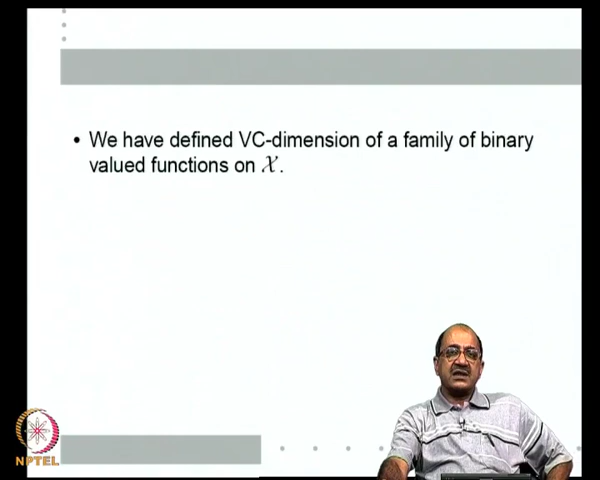 • We have defined VC-dimension of a family of binary
valued functions on 𝒳.
NPTEL